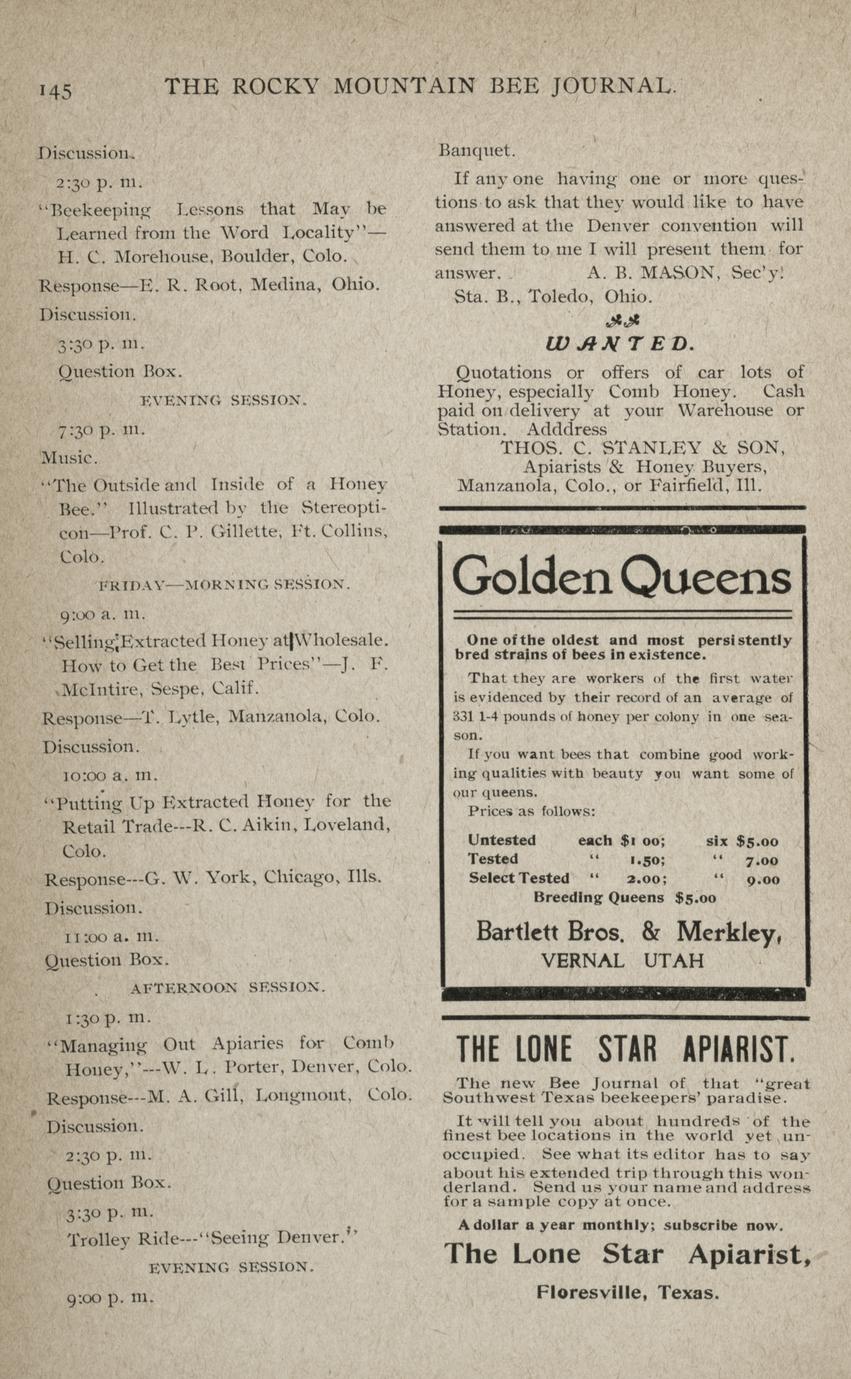 145
THE ROCKY MOUNTAIN BEE JOURNAL.
Discussion.
2:30 p. m.
"Beekeeping Lessons that May be
Learned from the Word Locality"—
H. C. Morehouse, Boulder, Colo.
Response—E. R. Root, Medina, Ohio.
Discussion.
3:30 p. m.
Question Box.
EVENING SESSION.
7:30 p. m.
Music.
"The Outside and Inside of a Honey
Bee." Illustrated by the Stereopti-
con—Prof. C. P. Gillette, Ft. Collins,
Colo.
FRIDAY—MORNING SESSION.
9:00 a. m.
"Selling Extracted Honey at Wholesale.
How to Get the Best Prices"—J. F.
McIntire, Sespe, Calif.
Response—T. Lytle, Manzanola, Colo.
Discussion.
10:00 a. m.
"Putting Up Extracted Honey for the
Retail Trade---R. C. Aikin, Loveland,
Colo.
Response---G. W. York, Chicago, Ills.
Discussion.
11:00 a. m.
Question Box.
AFTERNOON SESSION.
1:30 p. m.
"Managing Out Apiaries for Comb
Honey,"---W. L. Porter, Denver, Colo.
Response---M. A. Gill, Longmont, Colo.
Discussion.
2:30 p. m.
Question Box.
3:30 p. m.
Trolley Ride---"Seeing Denver."
EVENING SESSION.
9:00 p. m.
Banquet.
If any one having one or more ques-
tions to ask that they would like to have
answered at the Denver convention will
send them to me I will present them for
answer. A. B. MASON, Sec'y.
Sta. B., Toledo, Ohio.
WANTED.
Quotations or offers of car lots of
Honey, especially Comb Honey. Cash
paid on delivery at your Warehouse or
Station. Adddress
THOS. C. STANLEY & SON,
Apiarists & Honey Buyers,
Manzanola, Colo., or Fairfield, Ill.
Golden Queens
One of the oldest and most persistently
bred strains of bees in existence.
That they are workers of the first water
is evidenced by their record of an average of
331 1-4 pounds of honey per colony in one sea-
son.
If you want bees that combine good work-
ing qualities with beauty you want some of
our queens.
Prices as follows:
Untested each $1 00; six $5.00
Tested " 1.50; " 7.00
Select Tested " 2.00; " 9.00
Breeding Queens $5.00
Bartlett Bros. & Merkley,
VERNAL UTAH
THE LONE STAR APIARIST.
The new Bee Journal of that "great
Southwest Texas beekeepers' paradise.
It will tell you about hundreds of the
finest bee locations in the world yet un-
occupied. See what its editor has to say
about his extended trip through this won-
derland. Send us your name and address
for a sample copy at once.
A dollar a year monthly; subscribe now.
The Lone Star Apiarist,
Floresville, Texas.